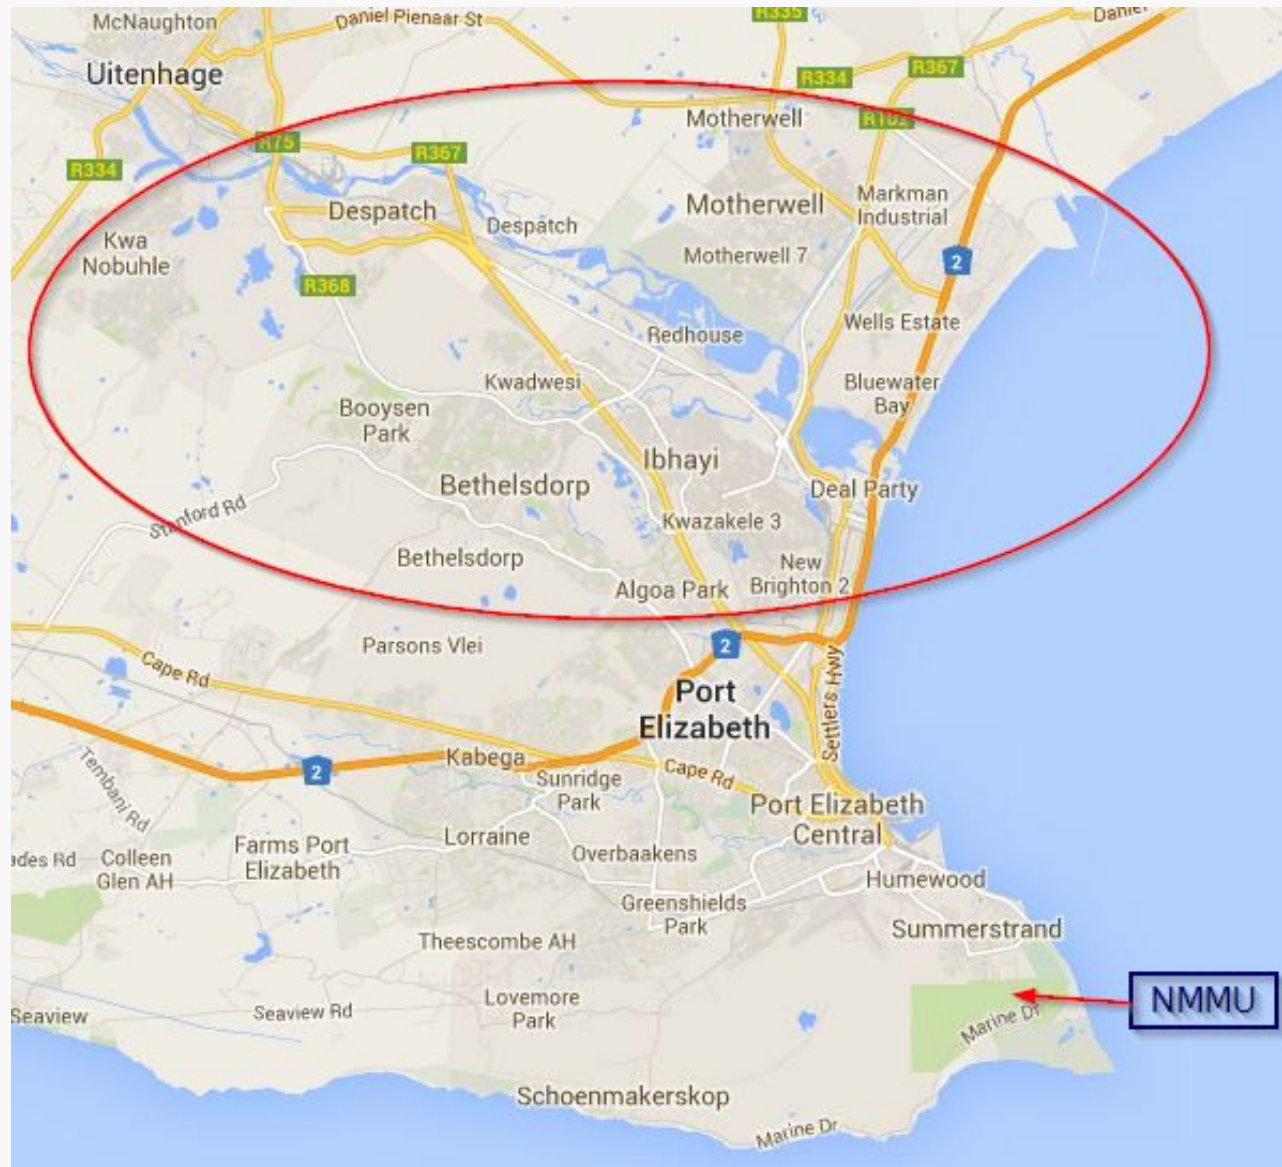 McNaughton
Daniel Pienaar St
R335
Daniel
Uitenhage
R334
R367
R75
R367
Motherwell
R102
R334
Despatch
Despatch
Motherwell
Markman
Industrial
Kwa
Nobuhle
Motherwell 7
2
R368
Redhouse
Wells Estate
Kwadwesi
Bluewater
Bay
Booysen
Park
Ibhayi
Bethelsdorp
Deal Party
Stanford Rd
Kwazakele 3
Bethelsdorp
Algoa Park
New
Brighton 2
Parsons Vlei
2
Cape Rd
Port
Elizabeth
Settlers Hwy
Kabega
2
Sunridge
Park
Cape Rd
Tembani Rd
Port Elizabeth
Central
Lorraine
Farms Port
Elizabeth
ades Rd
Colleen
Glen AH
Overbaakens
Humewood
Greenshields
Park
Summerstrand
Theescombe AH
NMMU
Seaview
Seaview Rd
Lovemore
Park
Marine Dr
Schoenmakerskop
Marine Dr